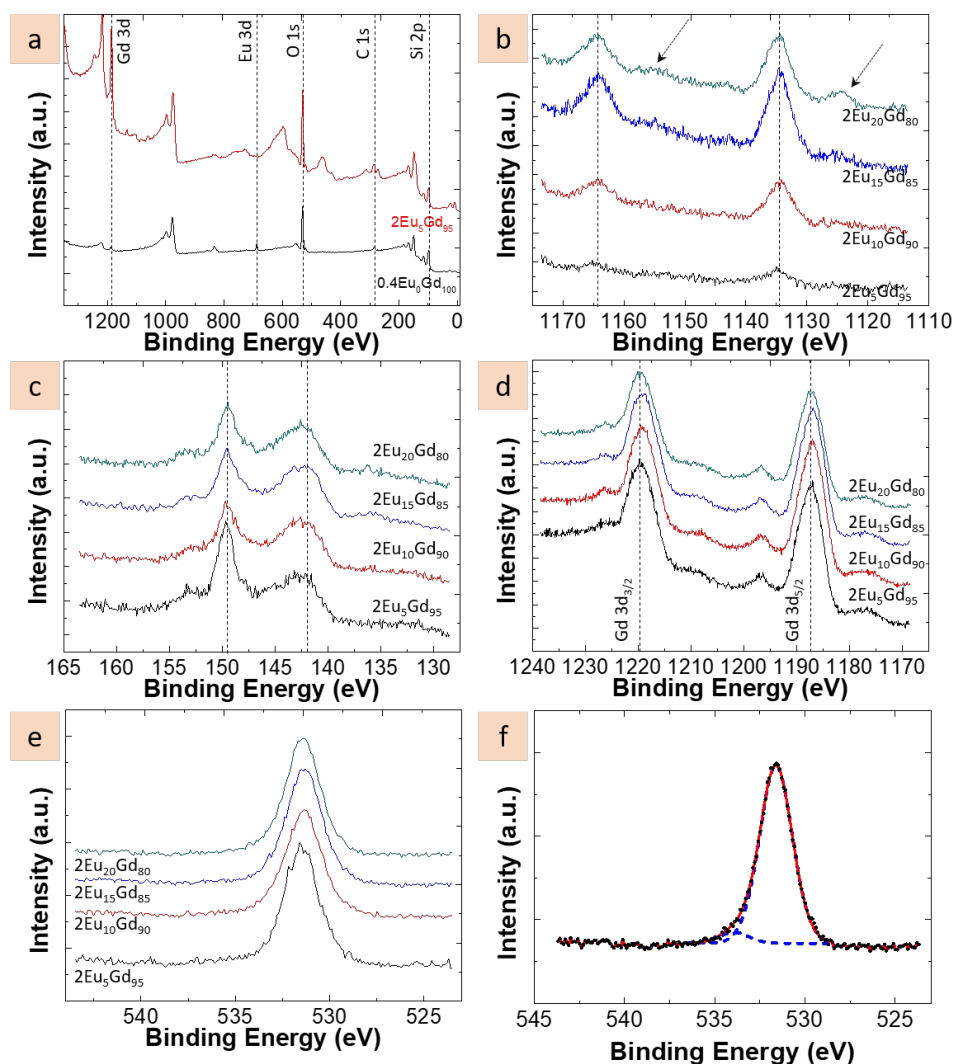 a
Intensity (a.u.)
Gd 3d
Eu 3d
O 1s
C 1s
Si 2p
2Eu₅Gd₉₅
0.4Eu₀Gd₁₀₀
1200 1000 800 600 400 200 0
Binding Energy (eV)
b
Intensity (a.u.)
2Eu₂₀Gd₈₀
2Eu₁₅Gd₈₅
2Eu₁₀Gd₉₀
2Eu₅Gd₉₅
1170 1160 1150 1140 1130 1120 1110
Binding Energy (eV)
c
Intensity (a.u.)
2Eu₂₀Gd₈₀
2Eu₁₅Gd₈₅
2Eu₁₀Gd₉₀
2Eu₅Gd₉₅
165 160 155 150 145 140 135 130
Binding Energy (eV)
d
Intensity (a.u.)
2Eu₂₀Gd₈₀
2Eu₁₅Gd₈₅
2Eu₁₀Gd₉₀
2Eu₅Gd₉₅
Gd 3d₃/₂
Gd 3d₅/₂
1240 1230 1220 1210 1200 1190 1180 1170
Binding Energy (eV)
e
Intensity (a.u.)
2Eu₂₀Gd₈₀
2Eu₁₅Gd₈₅
2Eu₁₀Gd₉₀
2Eu₅Gd₉₅
540 535 530 525
Binding Energy (eV)
f
Intensity (a.u.)
545 540 535 530 525
Binding Energy (eV)